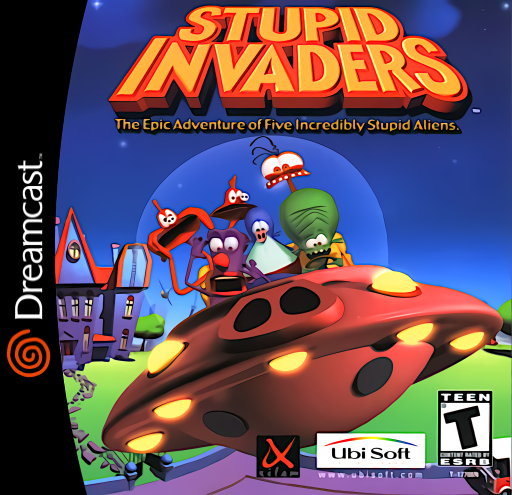 STUPID
INVADERS
The Epic Adventure of Five Incredibly Stupid Aliens.
Dreamcast
TEEN
T
CONTENT RATED BY
ESRB
Ubi Soft
www.ubisoft.com